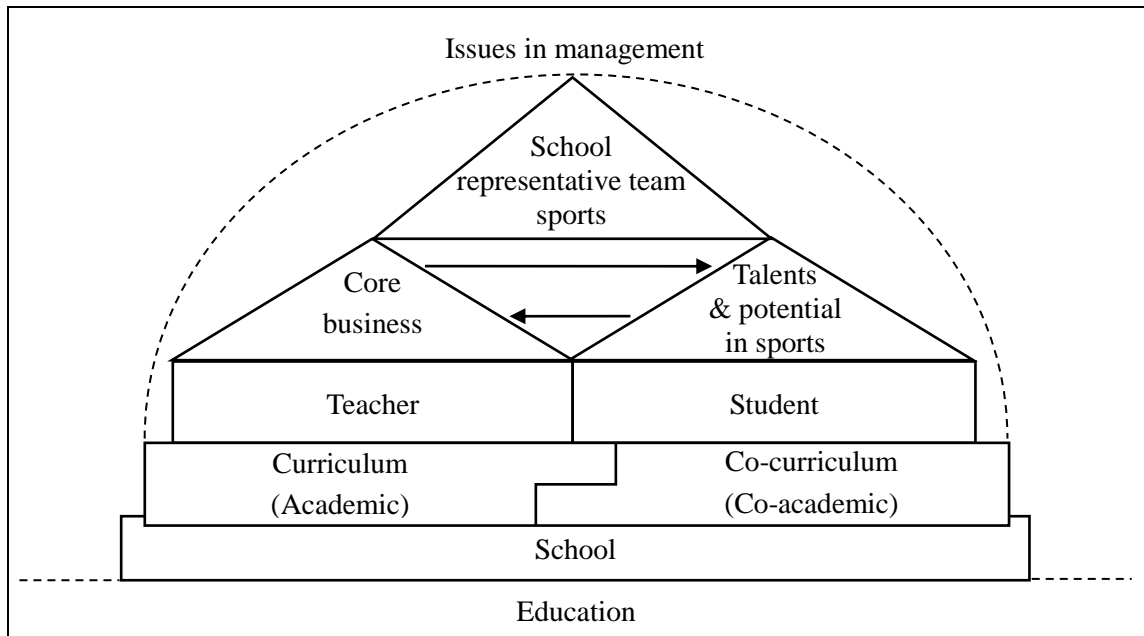 Issues in management
School
representative team
sports
Core
business
Talents
& potential
in sports
Teacher
Student
Curriculum
(Academic)
Co-curriculum
(Co-academic)
School
Education